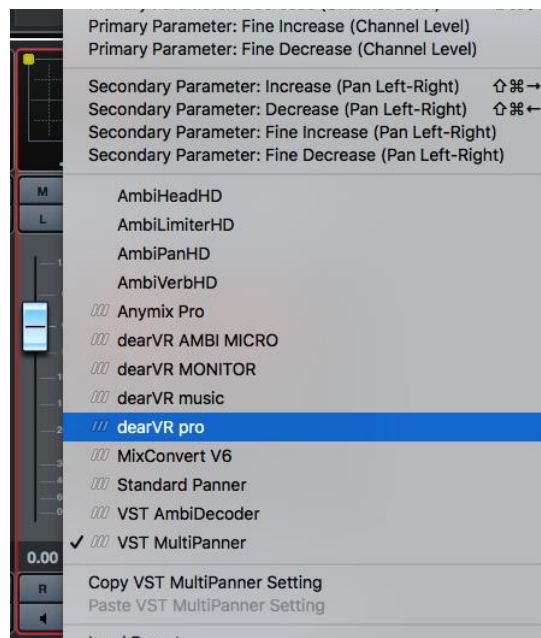 Primary Parameter: Fine Increase (Channel Level)
Primary Parameter: Fine Decrease (Channel Level)
Secondary Parameter: Increase (Pan Left-Right) ⇧⌘→
Secondary Parameter: Decrease (Pan Left-Right) ⇧⌘←
Secondary Parameter: Fine Increase (Pan Left-Right)
Secondary Parameter: Fine Decrease (Pan Left-Right)
M
L
AmbiHeadHD
AmbiLimiterHD
AmbiPanHD
AmbiVerbHD
Anymix Pro
dearVR AMBI MICRO
dearVR MONITOR
dearVR music
dearVR pro
MixConvert V6
Standard Panner
VST AmbiDecoder
✓ VST MultiPanner
0.00
R
Copy VST MultiPanner Setting
Paste VST MultiPanner Setting